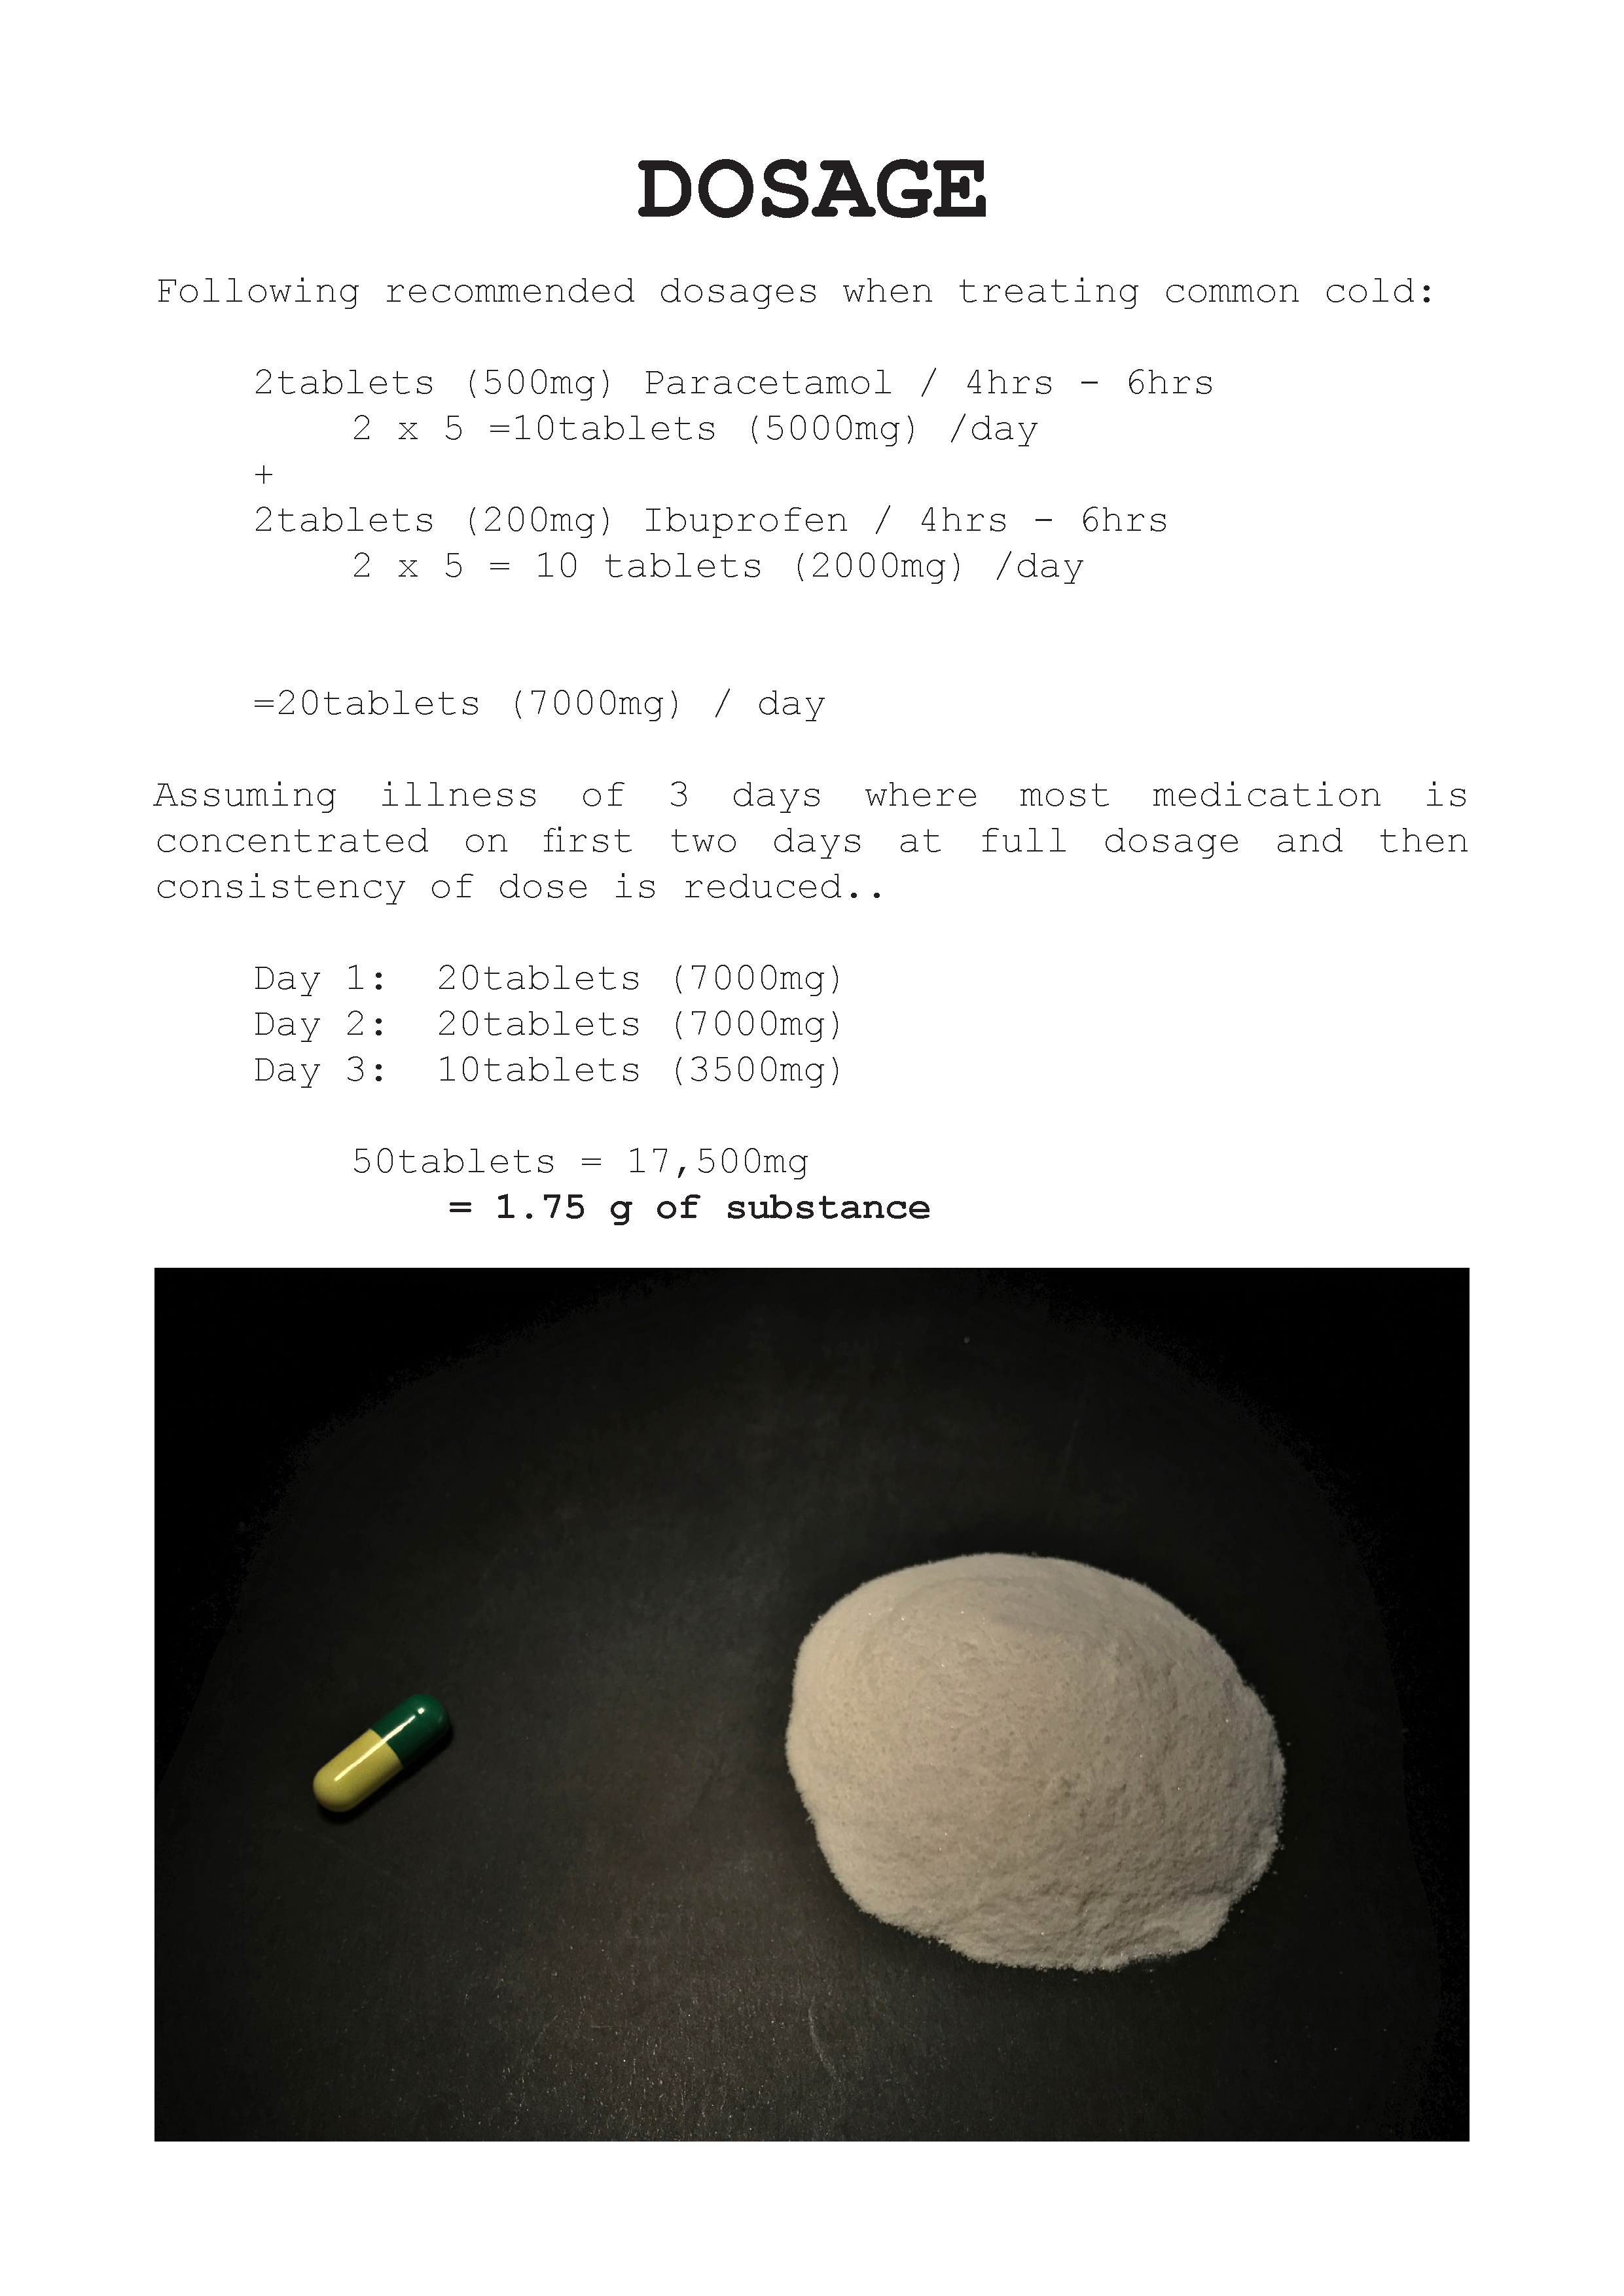 DOSAGE
Following recommended dosages when treating common cold:
2tablets (500mg) Paracetamol / 4hrs - 6hrs
2 x 5 =10tablets (5000mg) /day
+
2tablets (200mg) Ibuprofen / 4hrs - 6hrs
2 x 5 = 10 tablets (2000mg) /day
=20tablets (7000mg) / day
Assuming illness of 3 days where most medication is
concentrated on first two days at full dosage and then
consistency of dose is reduced..
Day 1: 20tablets (7000mg)
Day 2: 20tablets (7000mg)
Day 3: 10tablets (3500mg)
50tablets = 17,500mg
= 1.75 g of substance